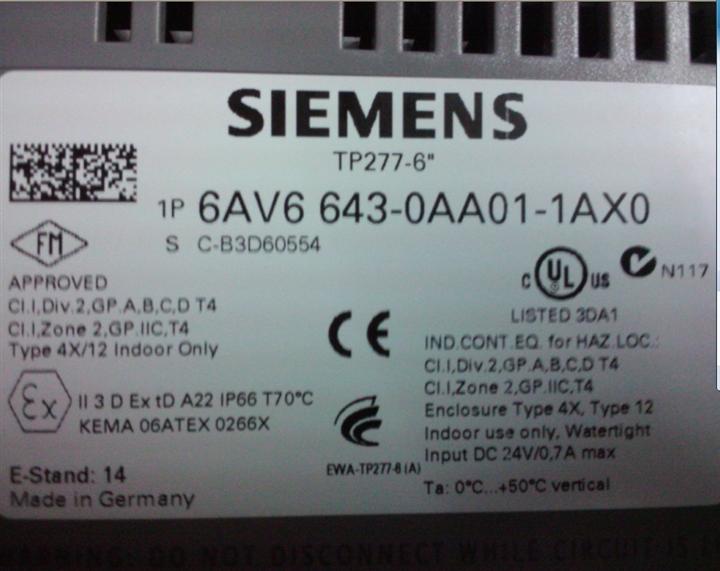 SIEMENS
TP277-6"
1P 6AV6 643-0AA01-1AX0
S C-B3D60554
FM
APPROVED
Cl.I,Div.2,GP.A,B,C,D T4
Cl.I,Zone 2,GP.IIC,T4
Type 4X/12 Indoor Only
c UL us
N117
LISTED 3DA1
CE
IND.CONT.EQ. for HAZ.LOC.:
Cl.I,Div.2,GP.A,B,C,D T4
Cl.I,Zone 2,GP.IIC,T4
Enclosure Type 4X, Type 12
Indoor use only, Watertight
Input DC 24V/0,7A max
Ta: 0°C...+50°C vertical
Ex II 3 D Ex tD A22 IP66 T70°C
KEMA 06ATEX 0266X
EWA-TP277-6 (A)
E-Stand: 14
Made in Germany
WARNING: DO NOT DISCONNECT WHILE CIRCUIT IS